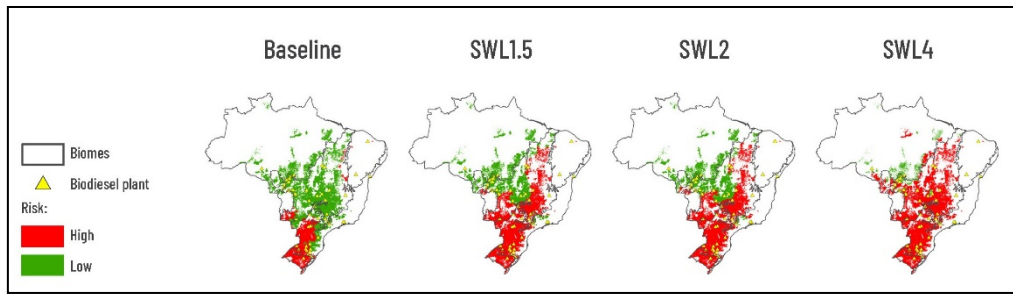 Baseline
SWL1.5
SWL2
SWL4
Biomes
Biodiesel plant
Risk:
High
Low